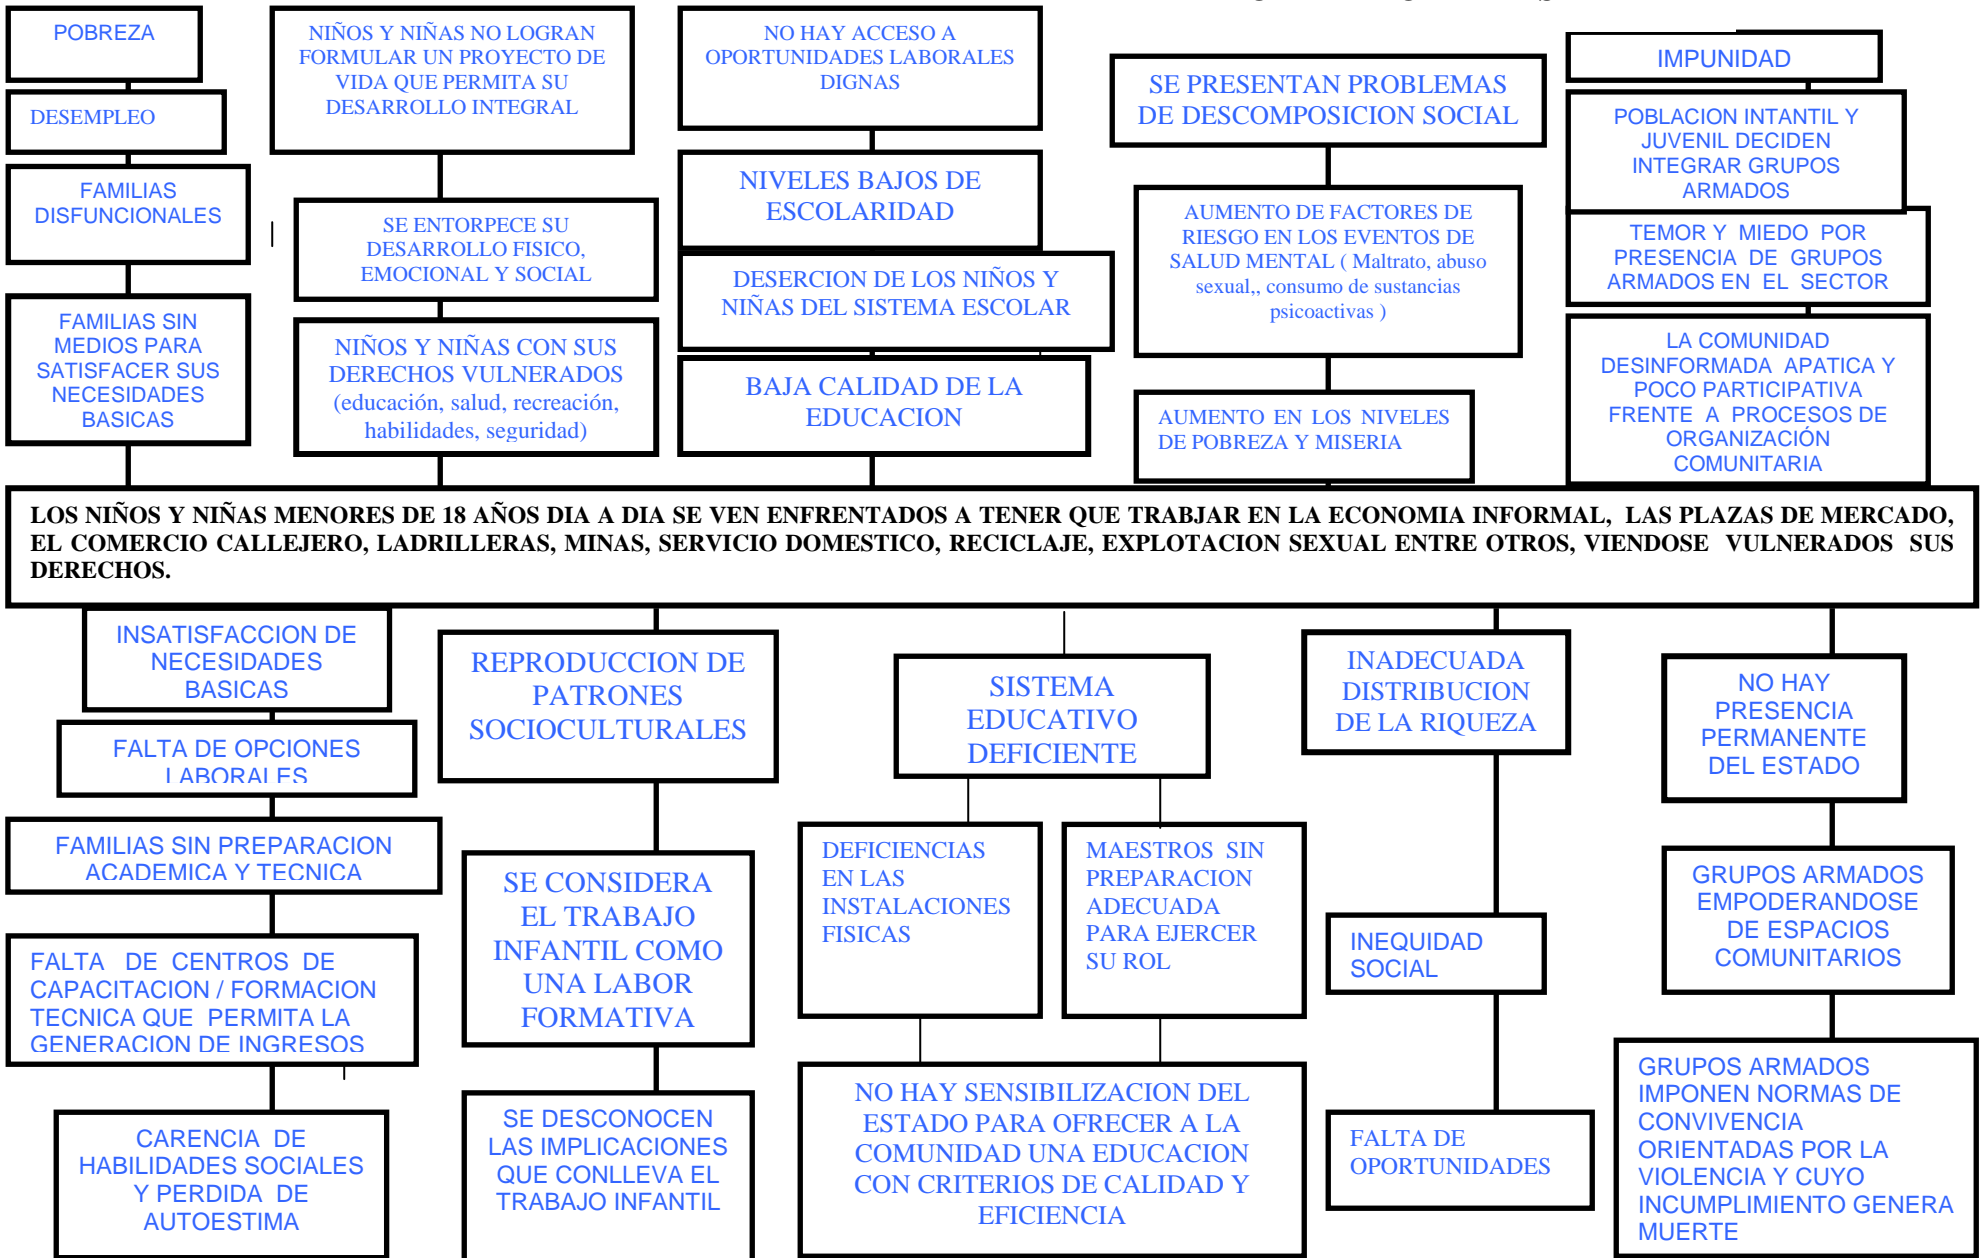 POBREZA
DESEMPLEO
FAMILIAS
DISFUNCIONALES
FAMILIAS SIN
MEDIOS PARA
SATISFACER SUS
NECESIDADES
BASICAS
NIÑOS Y NIÑAS NO LOGRAN
FORMULAR UN PROYECTO DE
VIDA QUE PERMITA SU
DESARROLLO INTEGRAL
SE ENTORPECE SU
DESARROLLO FISICO,
EMOCIONAL Y SOCIAL
NIÑOS Y NIÑAS CON SUS
DERECHOS VULNERADOS
(educación, salud, recreación,
habilidades, seguridad)
NO HAY ACCESO A
OPORTUNIDADES LABORALES
DIGNAS
NIVELES BAJOS DE
ESCOLARIDAD
DESERCION DE LOS NIÑOS Y
NIÑAS DEL SISTEMA ESCOLAR
BAJA CALIDAD DE LA
EDUCACION
SE PRESENTAN PROBLEMAS
DE DESCOMPOSICION SOCIAL
AUMENTO DE FACTORES DE
RIESGO EN LOS EVENTOS DE
SALUD MENTAL ( Maltrato, abuso
sexual,, consumo de sustancias
psicoactivas )
AUMENTO EN LOS NIVELES
DE POBREZA Y MISERIA
IMPUNIDAD
POBLACION INTANTIL Y
JUVENIL DECIDEN
INTEGRAR GRUPOS
ARMADOS
TEMOR Y MIEDO POR
PRESENCIA DE GRUPOS
ARMADOS EN EL SECTOR
LA COMUNIDAD
DESINFORMADA APATICA Y
POCO PARTICIPATIVA
FRENTE A PROCESOS DE
ORGANIZACIÓN
COMUNITARIA
LOS NIÑOS Y NIÑAS MENORES DE 18 AÑOS DIA A DIA SE VEN ENFRENTADOS A TENER QUE TRABJAR EN LA ECONOMIA INFORMAL, LAS PLAZAS DE MERCADO,
EL COMERCIO CALLEJERO, LADRILLERAS, MINAS, SERVICIO DOMESTICO, RECICLAJE, EXPLOTACION SEXUAL ENTRE OTROS, VIENDOSE VULNERADOS SUS
DERECHOS.
INSATISFACCION DE
NECESIDADES
BASICAS
FALTA DE OPCIONES
LABORALES
FAMILIAS SIN PREPARACION
ACADEMICA Y TECNICA
FALTA DE CENTROS DE
CAPACITACION / FORMACION
TECNICA QUE PERMITA LA
GENERACION DE INGRESOS
CARENCIA DE
HABILIDADES SOCIALES
Y PERDIDA DE
AUTOESTIMA
REPRODUCCION DE
PATRONES
SOCIOCULTURALES
SE CONSIDERA
EL TRABAJO
INFANTIL COMO
UNA LABOR
FORMATIVA
SE DESCONOCEN
LAS IMPLICACIONES
QUE CONLLEVA EL
TRABAJO INFANTIL
SISTEMA
EDUCATIVO
DEFICIENTE
DEFICIENCIAS
EN LAS
INSTALACIONES
FISICAS
MAESTROS SIN
PREPARACION
ADECUADA
PARA EJERCER
SU ROL
NO HAY SENSIBILIZACION DEL
ESTADO PARA OFRECER A LA
COMUNIDAD UNA EDUCACION
CON CRITERIOS DE CALIDAD Y
EFICIENCIA
INADECUADA
DISTRIBUCION
DE LA RIQUEZA
INEQUIDAD
SOCIAL
FALTA DE
OPORTUNIDADES
NO HAY
PRESENCIA
PERMANENTE
DEL ESTADO
GRUPOS ARMADOS
EMPODERANDOSE
DE ESPACIOS
COMUNITARIOS
GRUPOS ARMADOS
IMPONEN NORMAS DE
CONVIVENCIA
ORIENTADAS POR LA
VIOLENCIA Y CUYO
INCUMPLIMIENTO GENERA
MUERTE